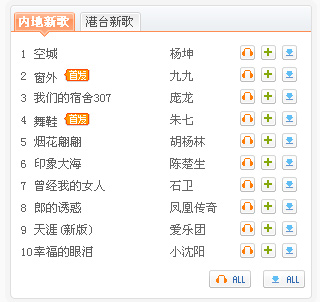 内地新歌 港台新歌
1 空城 杨坤
2 窗外 首发 九九
3 我们的宿舍307 庞龙
4 舞鞋 首发 朱七
5 烟花翩翩 胡杨林
6 印象大海 陈楚生
7 曾经我的女人 石卫
8 郎的诱惑 凤凰传奇
9 天涯(新版) 爱乐团
10 幸福的眼泪 小沈阳
ALL ALL